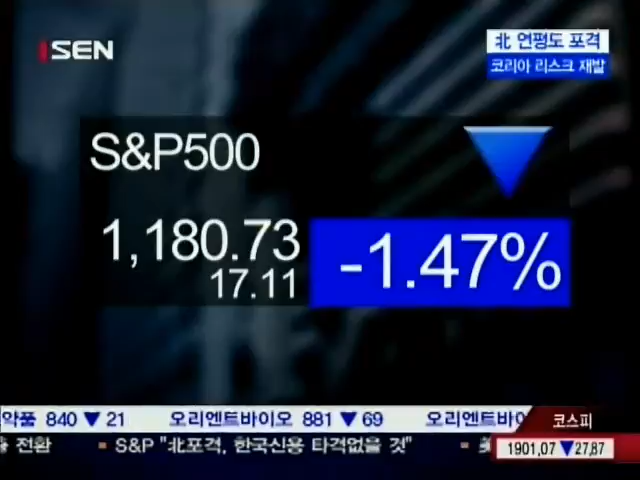 SEN
北 연평도 포격
코리아 리스크 재발
S&P500
1,180.73
17.11
-1.47%
약품 840 ▼ 21 오리엔트바이오 881 ▼ 69 오리엔트바이오
코스피
전환 ▪ S&P "北포격, 한국신용 타격없을 것" ▪
1901,07 ▼27,87